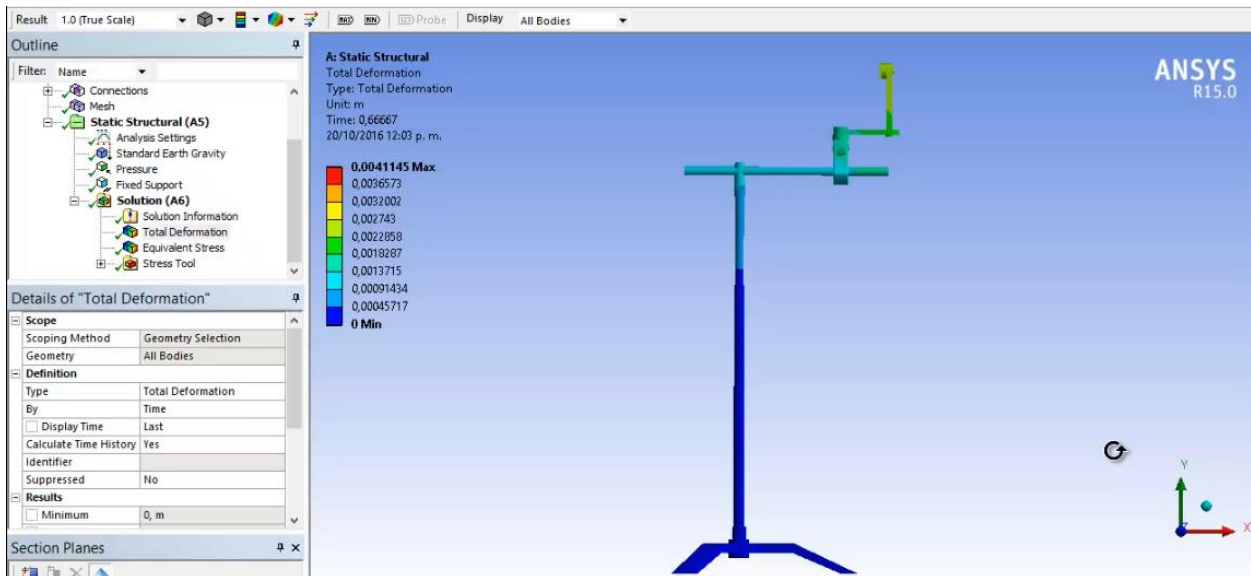 Result 1.0 (True Scale) MAX MIN Probe Display All Bodies
Outline
Filter: Name
Connections
Mesh
Static Structural (A5)
Analysis Settings
Standard Earth Gravity
Pressure
Fixed Support
Solution (A6)
Solution Information
Total Deformation
Equivalent Stress
Stress Tool
Details of "Total Deformation"
Scope
Scoping Method Geometry Selection
Geometry All Bodies
Definition
Type Total Deformation
By Time
Display Time Last
Calculate Time History Yes
Identifier
Suppressed No
Results
Minimum 0, m
Section Planes
A: Static Structural
Total Deformation
Type: Total Deformation
Unit: m
Time: 0,66667
20/10/2016 12:03 p. m.
0,0041145 Max
0,0036573
0,0032002
0,002743
0,0022858
0,0018287
0,0013715
0,00091434
0,00045717
0 Min
ANSYS
R15.0
Y
X